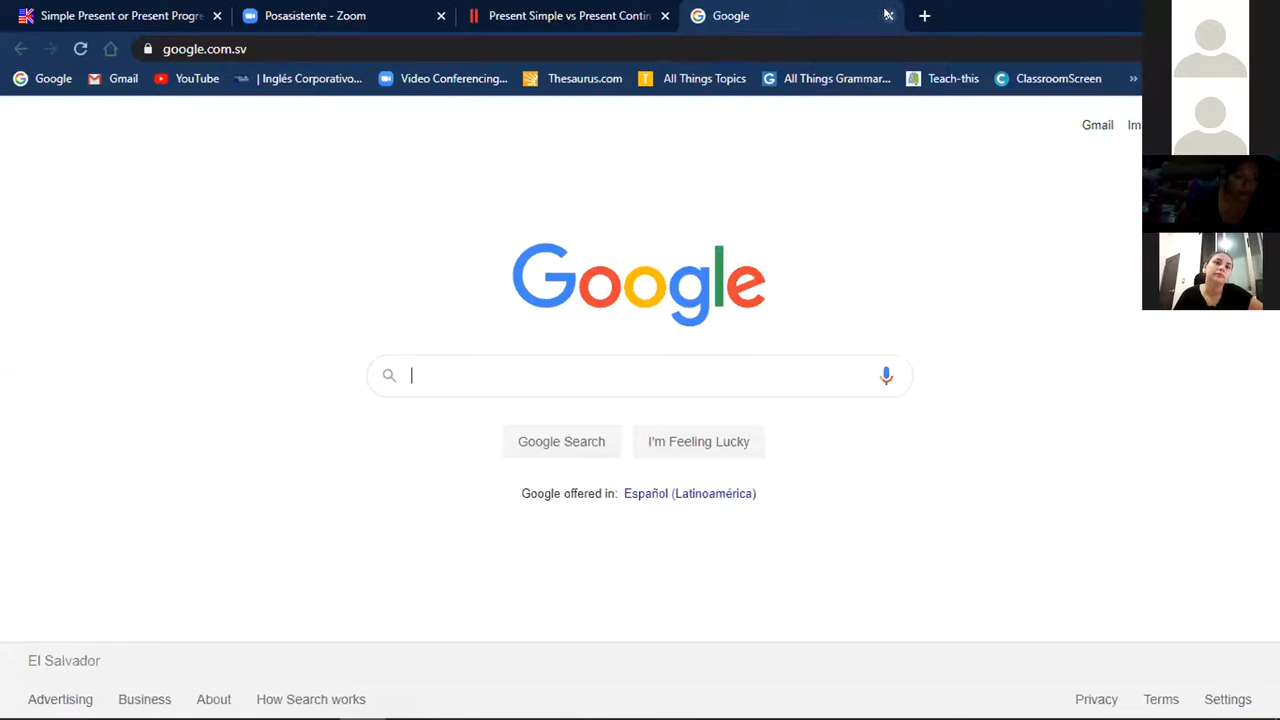 Simple Present or Present Progre
Posasistente - Zoom
Present Simple vs Present Contin
Google
google.com.sv
Google
Gmail
YouTube
| Inglés Corporativo...
Video Conferencing...
Thesaurus.com
All Things Topics
All Things Grammar...
Teach-this
ClassroomScreen
»
Gmail
Im
Google
Google Search
I'm Feeling Lucky
Google offered in: Español (Latinoamérica)
El Salvador
Advertising
Business
About
How Search works
Privacy
Terms
Settings